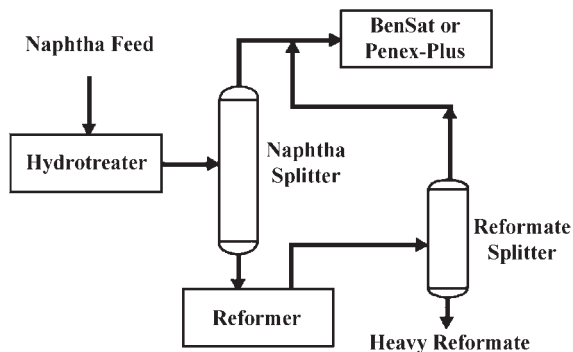 BenSat or
Penex-Plus
Naphtha Feed
Hydrotreater
Naphtha
Splitter
Reformate
Splitter
Reformer
Heavy Reformate